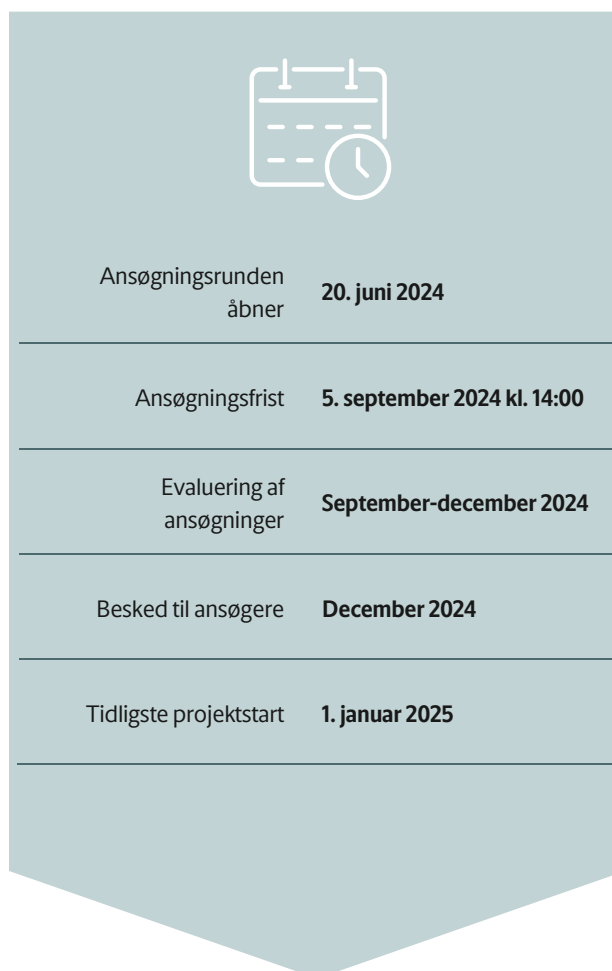 Ansøgningsrunden
åbner
20. juni 2024
Ansøgningsfrist
5. september 2024 kl. 14:00
Evaluering af
ansøgninger
September-december 2024
Besked til ansøgere
December 2024
Tidligste projektstart
1. januar 2025